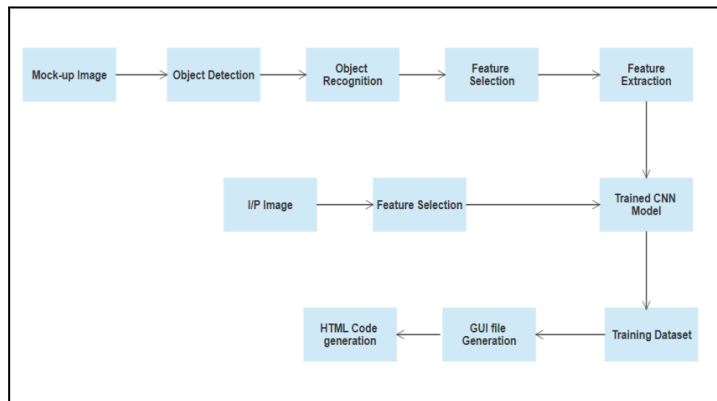 Mock-up Image
Object Detection
Object
Recognition
Feature
Selection
Feature
Extraction
I/P Image
Feature Selection
Trained CNN
Model
HTML Code
generation
GUI file
Generation
Training Dataset